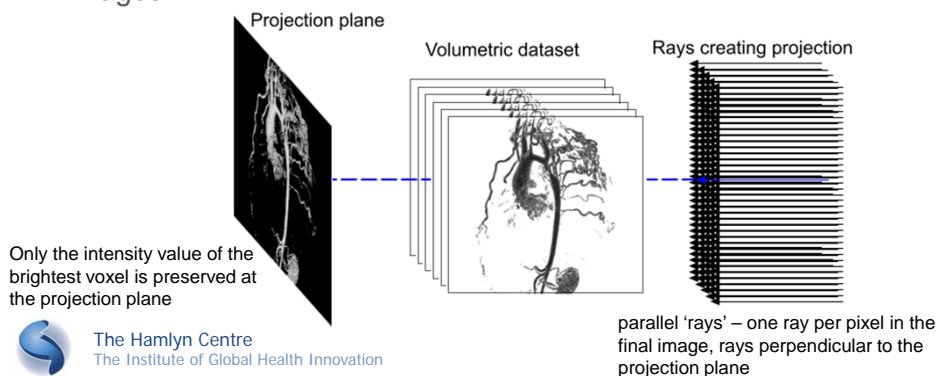 Projection plane
Volumetric dataset
Rays creating projection
Only the intensity value of the
brightest voxel is preserved at
the projection plane
The Hamlyn Centre
The Institute of Global Health Innovation
parallel ‘rays’ – one ray per pixel in the
final image, rays perpendicular to the
projection plane